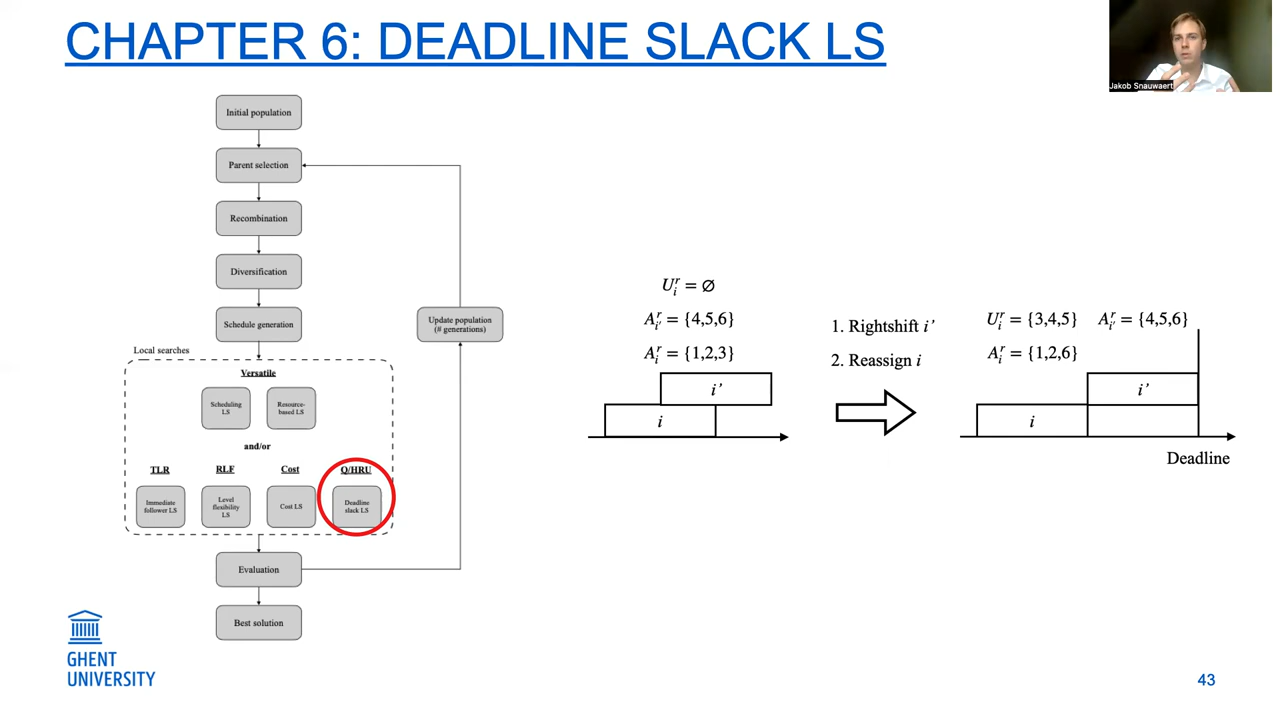 CHAPTER 6: DEADLINE SLACK LS
Jakob Snauwaert
Initial population
Parent selection
Recombination
Diversification
Schedule generation
Update population
(# generations)
Local searches
Versatile
Scheduling
LS
Resource-
based LS
and/or
TLR
RLF
Cost
Q/HRU
Immediate
follower LS
Level
flexibility
LS
Cost LS
Deadline
slack LS
Evaluation
Best solution
U_i^r = ∅
A_{i'}^r = {4,5,6}
A_i^r = {1,2,3}
i’
i
1. Rightshift i’
2. Reassign i
U_i^r = {3,4,5} A_{i'}^r = {4,5,6}
A_i^r = {1,2,6}
i’
i
Deadline
GHENT
UNIVERSITY
43